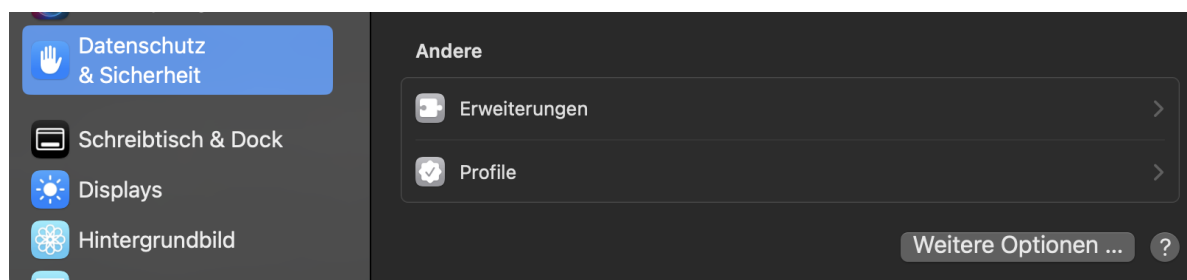 Datenschutz
& Sicherheit
Schreibtisch & Dock
Displays
Hintergrundbild
Andere
Erweiterungen
Profile
Weitere Optionen ...
?